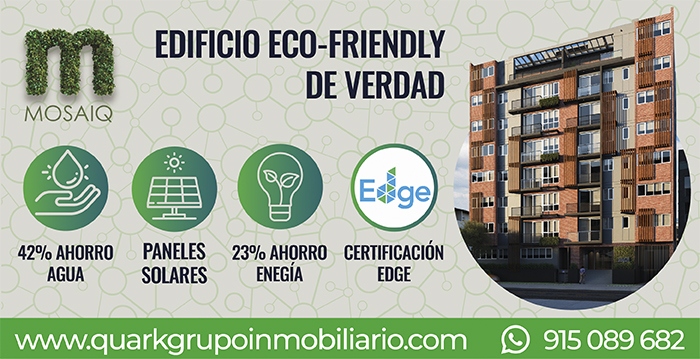 m
MOSAIQ
EDIFICIO ECO-FRIENDLY
DE VERDAD
42% AHORRO
AGUA
PANELES
SOLARES
23% AHORRO
ENEGÍA
Edge
CERTIFICACIÓN
EDGE
www.quarkgrupoinmobiliario.com
915 089 682